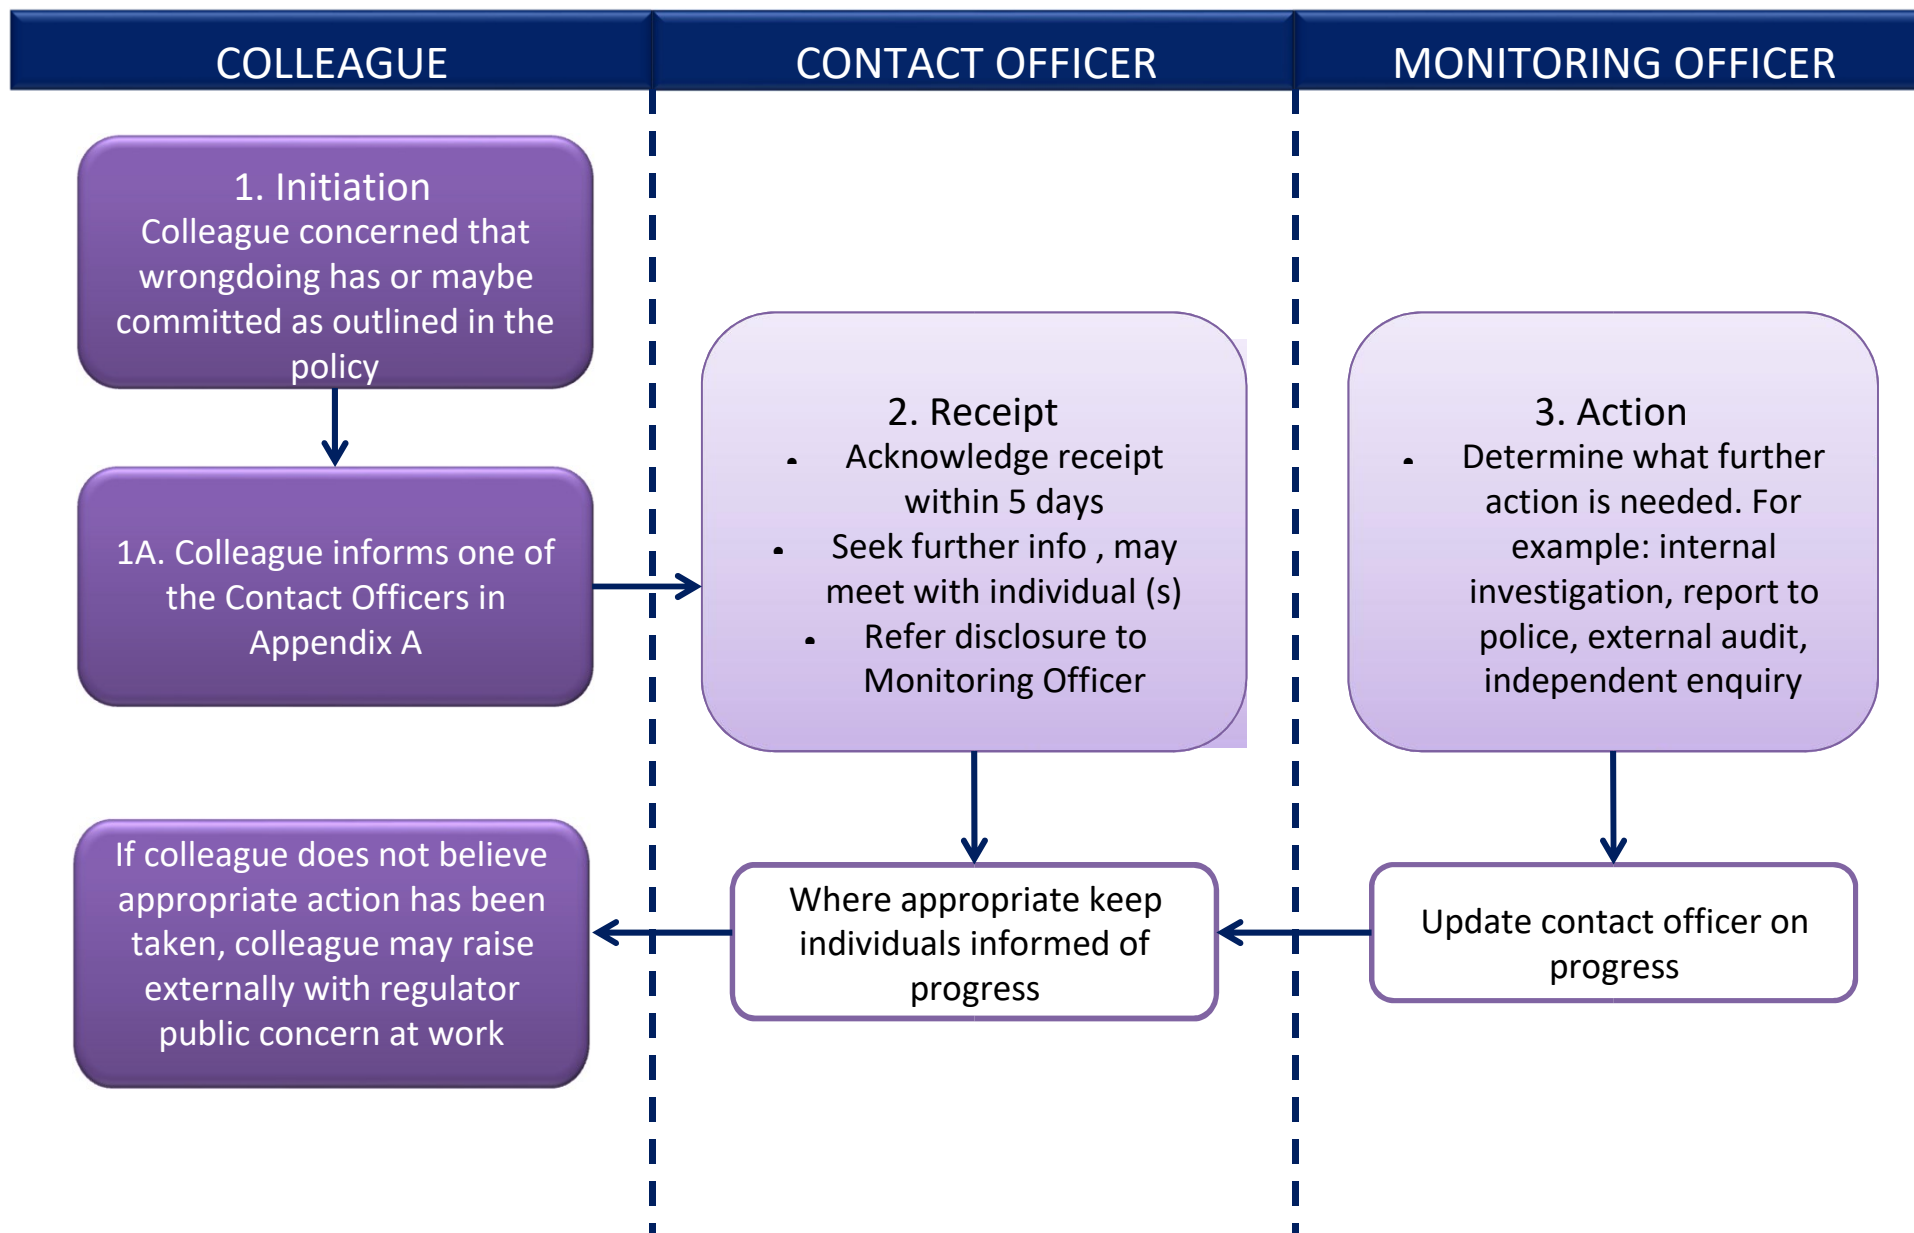 COLLEAGUE
CONTACT OFFICER
MONITORING OFFICER
1. Initiation
Colleague concerned that
wrongdoing has or maybe
committed as outlined in the
policy
1A. Colleague informs one of
the Contact Officers in
Appendix A
2. Receipt
• Acknowledge receipt
within 5 days
• Seek further info , may
meet with individual (s)
• Refer disclosure to
Monitoring Officer
3. Action
• Determine what further
action is needed. For
example: internal
investigation, report to
police, external audit,
independent enquiry
If colleague does not believe
appropriate action has been
taken, colleague may raise
externally with regulator
public concern at work
Where appropriate keep
individuals informed of
progress
Update contact officer on
progress